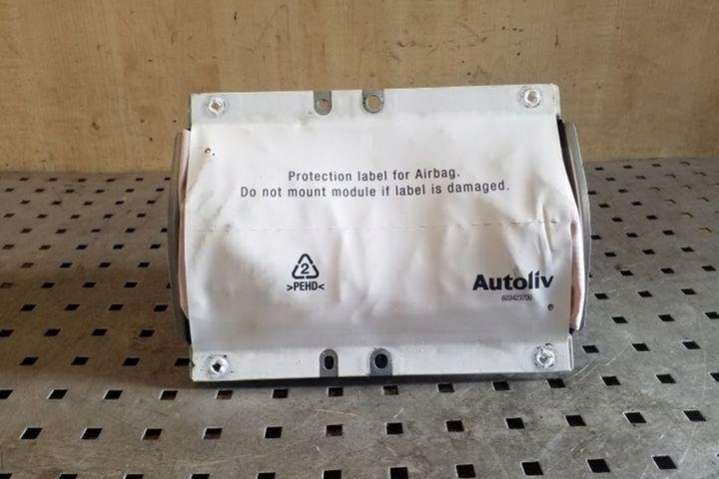 Protection label for Airbag.
Do not mount module if label is damaged.
2
>PEHD<
Autoliv